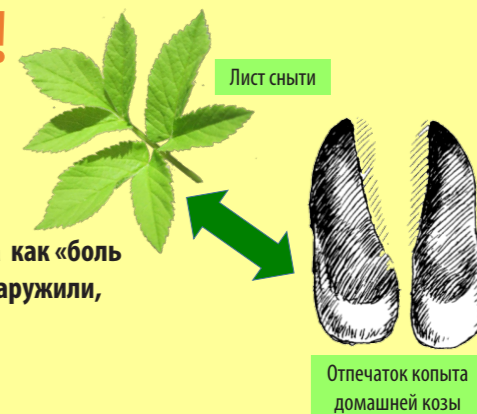 !
Лист сныти
как «боль
аружили,
Отпечаток копыта
домашней козы